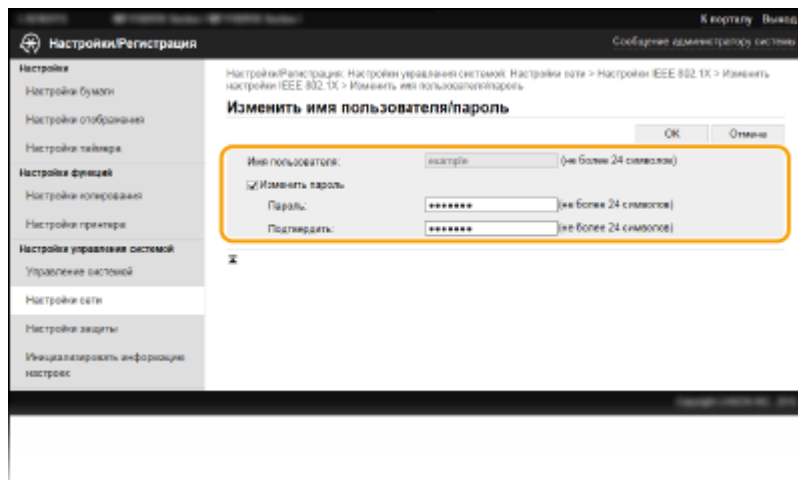 К порталу Выход
Настройки/Регистрация
Сообщение администратору системы
Настройки
Настройки бумаги
Настройки отображения
Настройки таймера
Настройки функций
Настройки копирования
Настройки принтера
Настройки управления системой
Управление системой
Настройки сети
Настройки защиты
Инициализировать информацию
настроек
Настройки/Регистрация: Настройки управления системой: Настройки сети > Настройки IEEE 802.1X > Изменить
настройки IEEE 802.1X > Изменить имя пользователя/пароль
Изменить имя пользователя/пароль
OK Отмена
Имя пользователя: example (не более 24 символов)
Изменить пароль
Пароль: ●●●●●●● (не более 24 символов)
Подтвердить: ●●●●●●● (не более 24 символов)